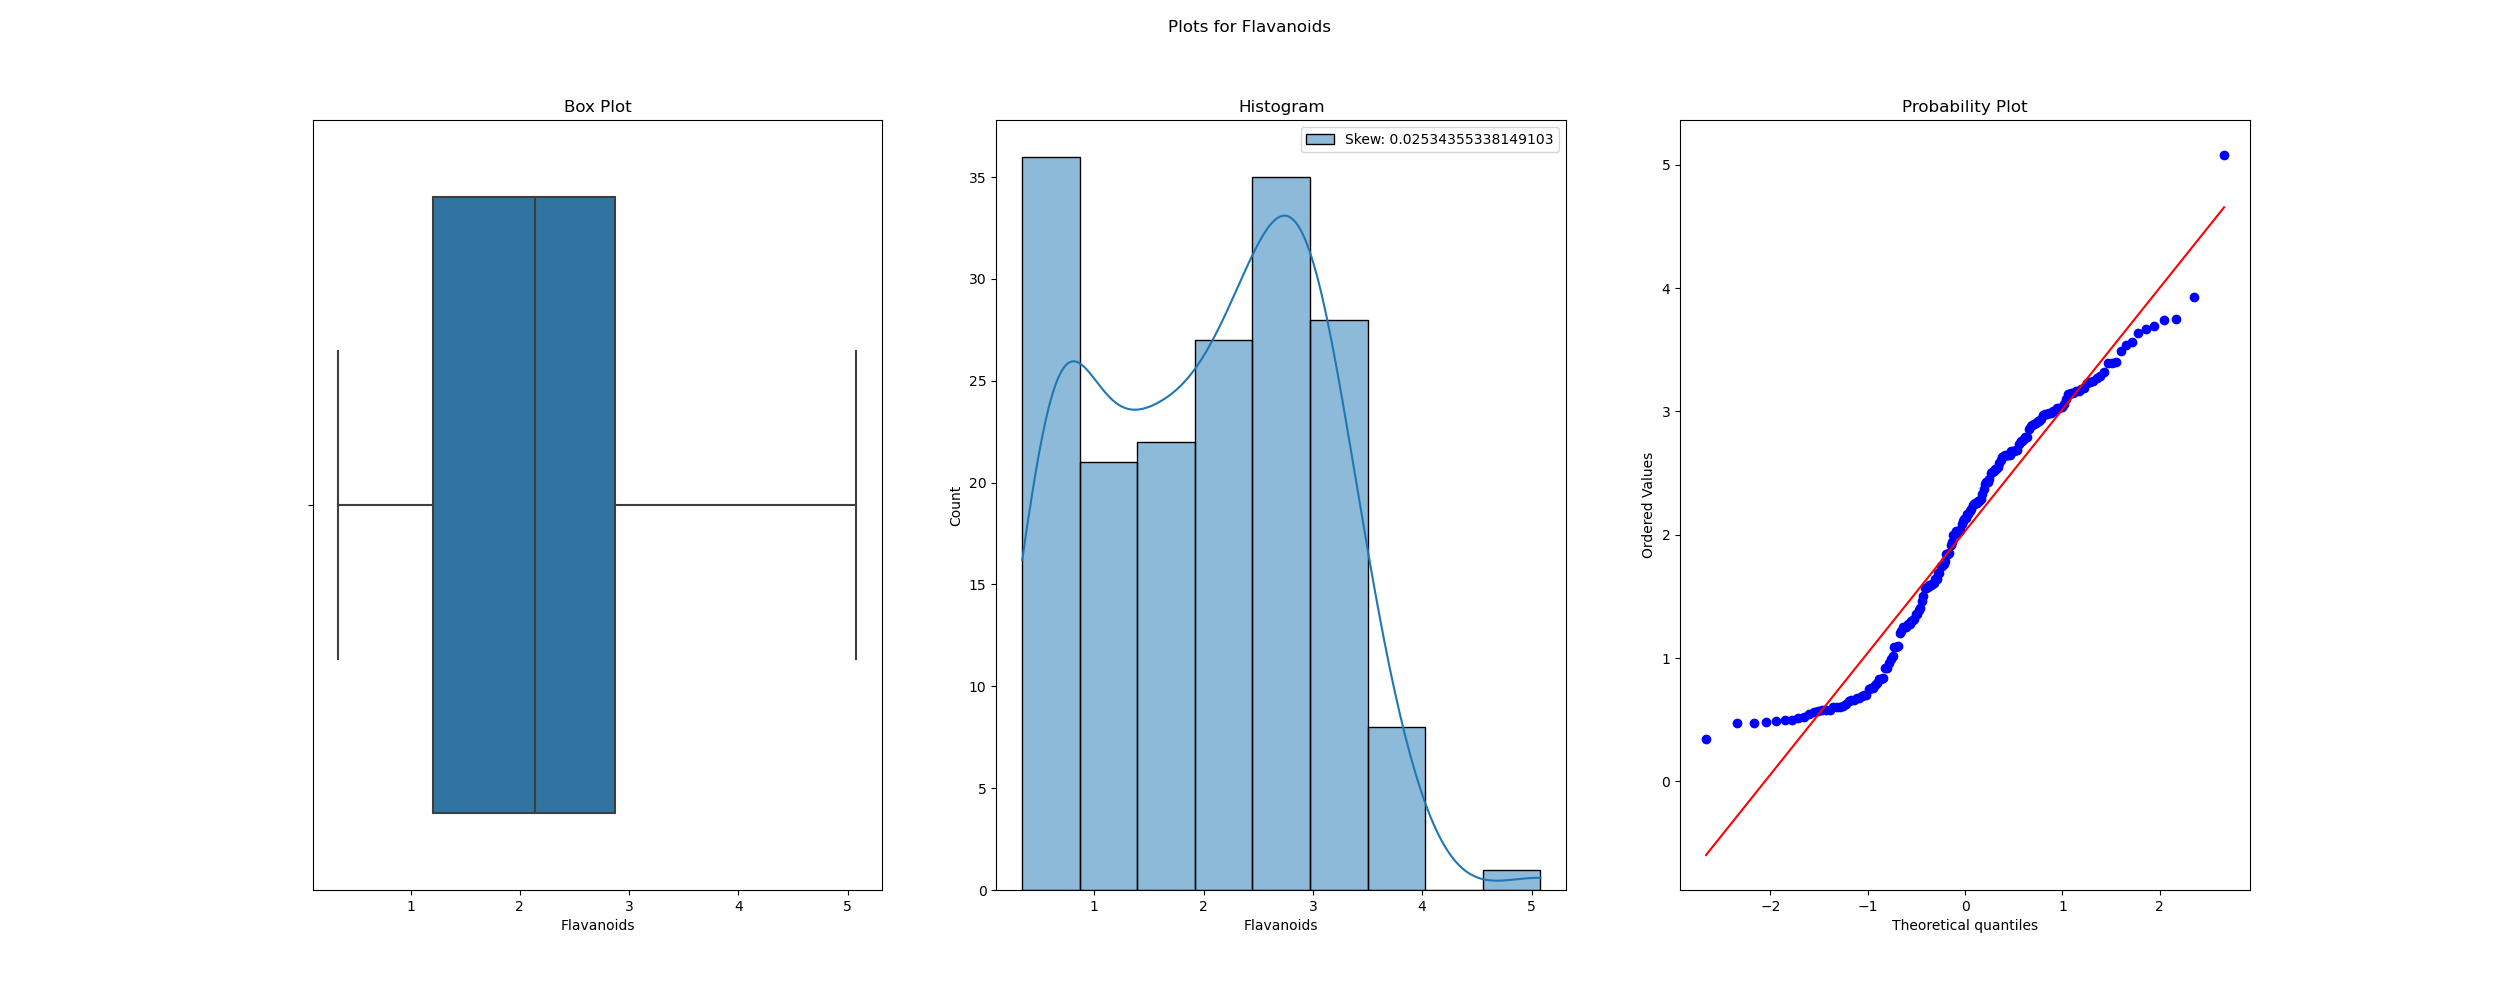 Plots for Flavanoids
Box Plot
1 2 3 4 5
Flavanoids
Histogram
Skew: 0.02534355338149103
35
30
25
20
15
10
5
0
Count
1 2 3 4 5
Flavanoids
Probability Plot
5
4
3
2
1
0
Ordered Values
−2 −1 0 1 2
Theoretical quantiles